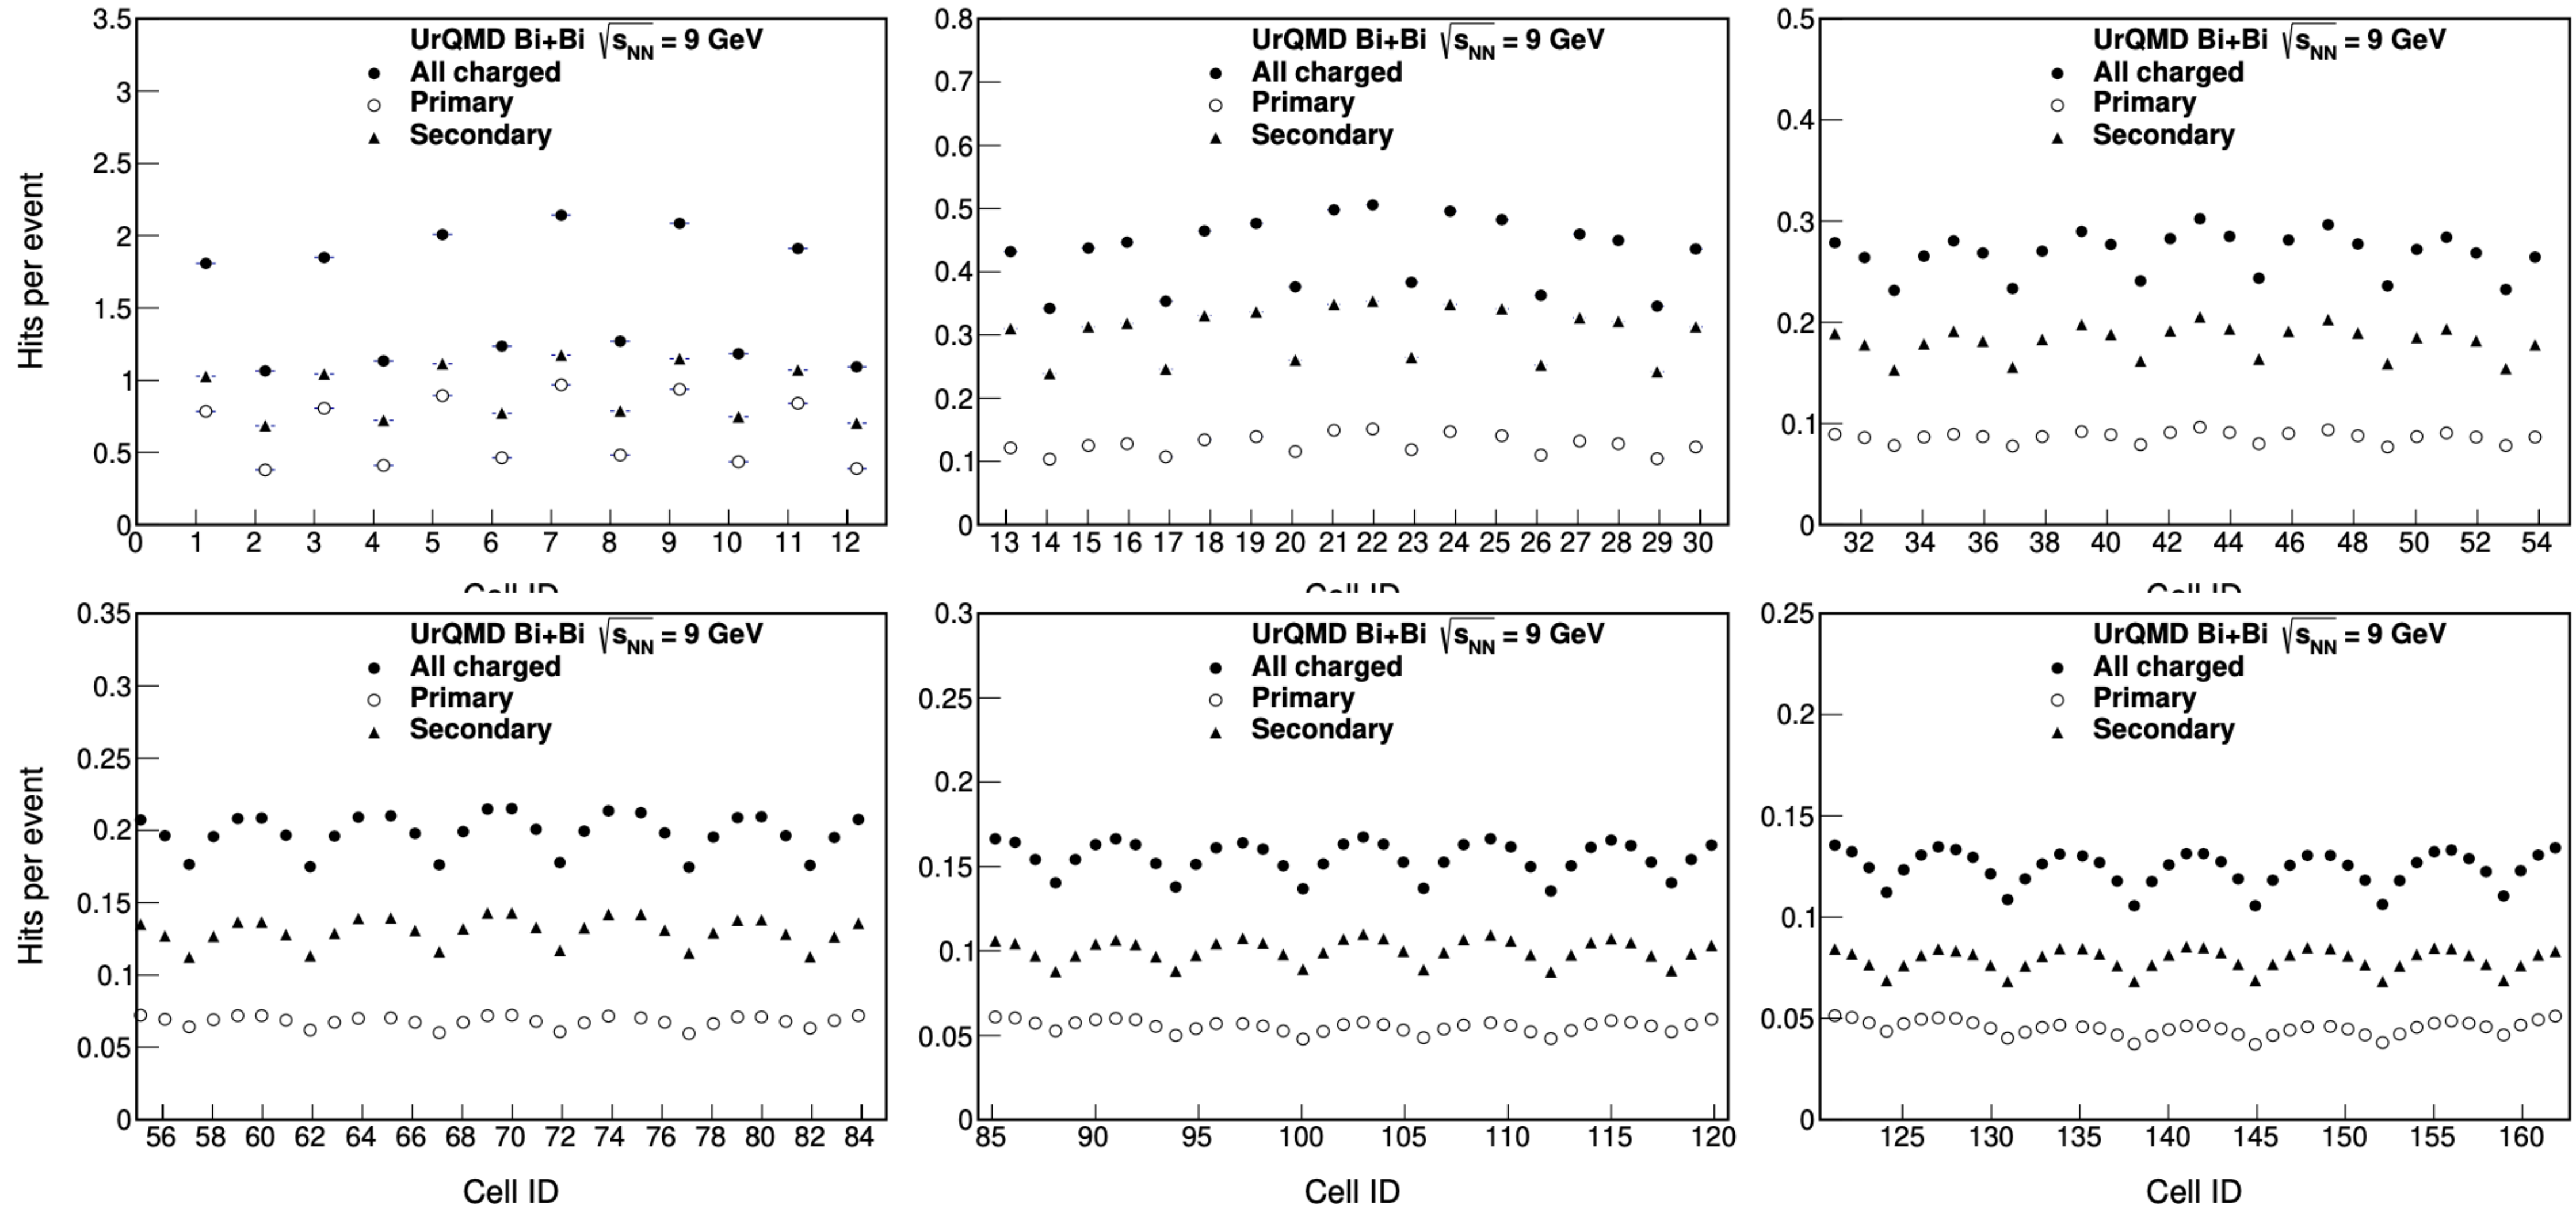 3.5
3
2.5
2
1.5
1
0.5
0
Hits per event
UrQMD Bi+Bi √sNN = 9 GeV
All charged
Primary
Secondary
0 1 2 3 4 5 6 7 8 9 10 11 12
Cell ID
0.8
0.7
0.6
0.5
0.4
0.3
0.2
0.1
0
UrQMD Bi+Bi √sNN = 9 GeV
All charged
Primary
Secondary
13 14 15 16 17 18 19 20 21 22 23 24 25 26 27 28 29 30
Cell ID
0.5
0.4
0.3
0.2
0.1
0
UrQMD Bi+Bi √sNN = 9 GeV
All charged
Primary
Secondary
32 34 36 38 40 42 44 46 48 50 52 54
Cell ID
0.35
0.3
0.25
0.2
0.15
0.1
0.05
0
Hits per event
UrQMD Bi+Bi √sNN = 9 GeV
All charged
Primary
Secondary
56 58 60 62 64 66 68 70 72 74 76 78 80 82 84
Cell ID
0.3
0.25
0.2
0.15
0.1
0.05
0
UrQMD Bi+Bi √sNN = 9 GeV
All charged
Primary
Secondary
85 90 95 100 105 110 115 120
Cell ID
0.25
0.2
0.15
0.1
0.05
0
UrQMD Bi+Bi √sNN = 9 GeV
All charged
Primary
Secondary
125 130 135 140 145 150 155 160
Cell ID